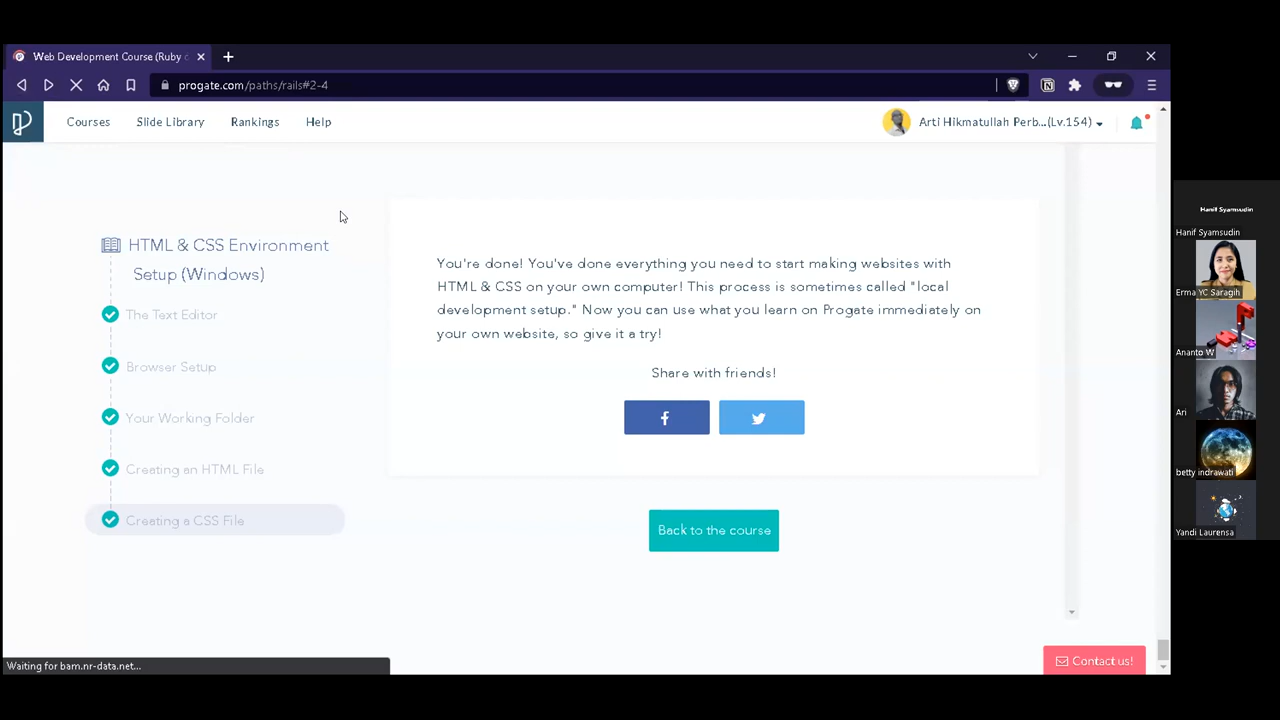 Web Development Course (Ruby o
progate.com/paths/rails#2-4
Courses
Slide Library
Rankings
Help
Arti Hikmatullah Perb...(Lv.154)
HTML & CSS Environment
Setup (Windows)
The Text Editor
Browser Setup
Your Working Folder
Creating an HTML File
Creating a CSS File
You're done! You've done everything you need to start making websites with
HTML & CSS on your own computer! This process is sometimes called "local
development setup." Now you can use what you learn on Progate immediately on
your own website, so give it a try!
Share with friends!
Back to the course
Contact us!
Waiting for bam.nr-data.net...
Hanif Syamsudin
Hanif Syamsudin
Erma YC Saragih
Ananto W
Ari
betty indrawati
Yandi Laurensa